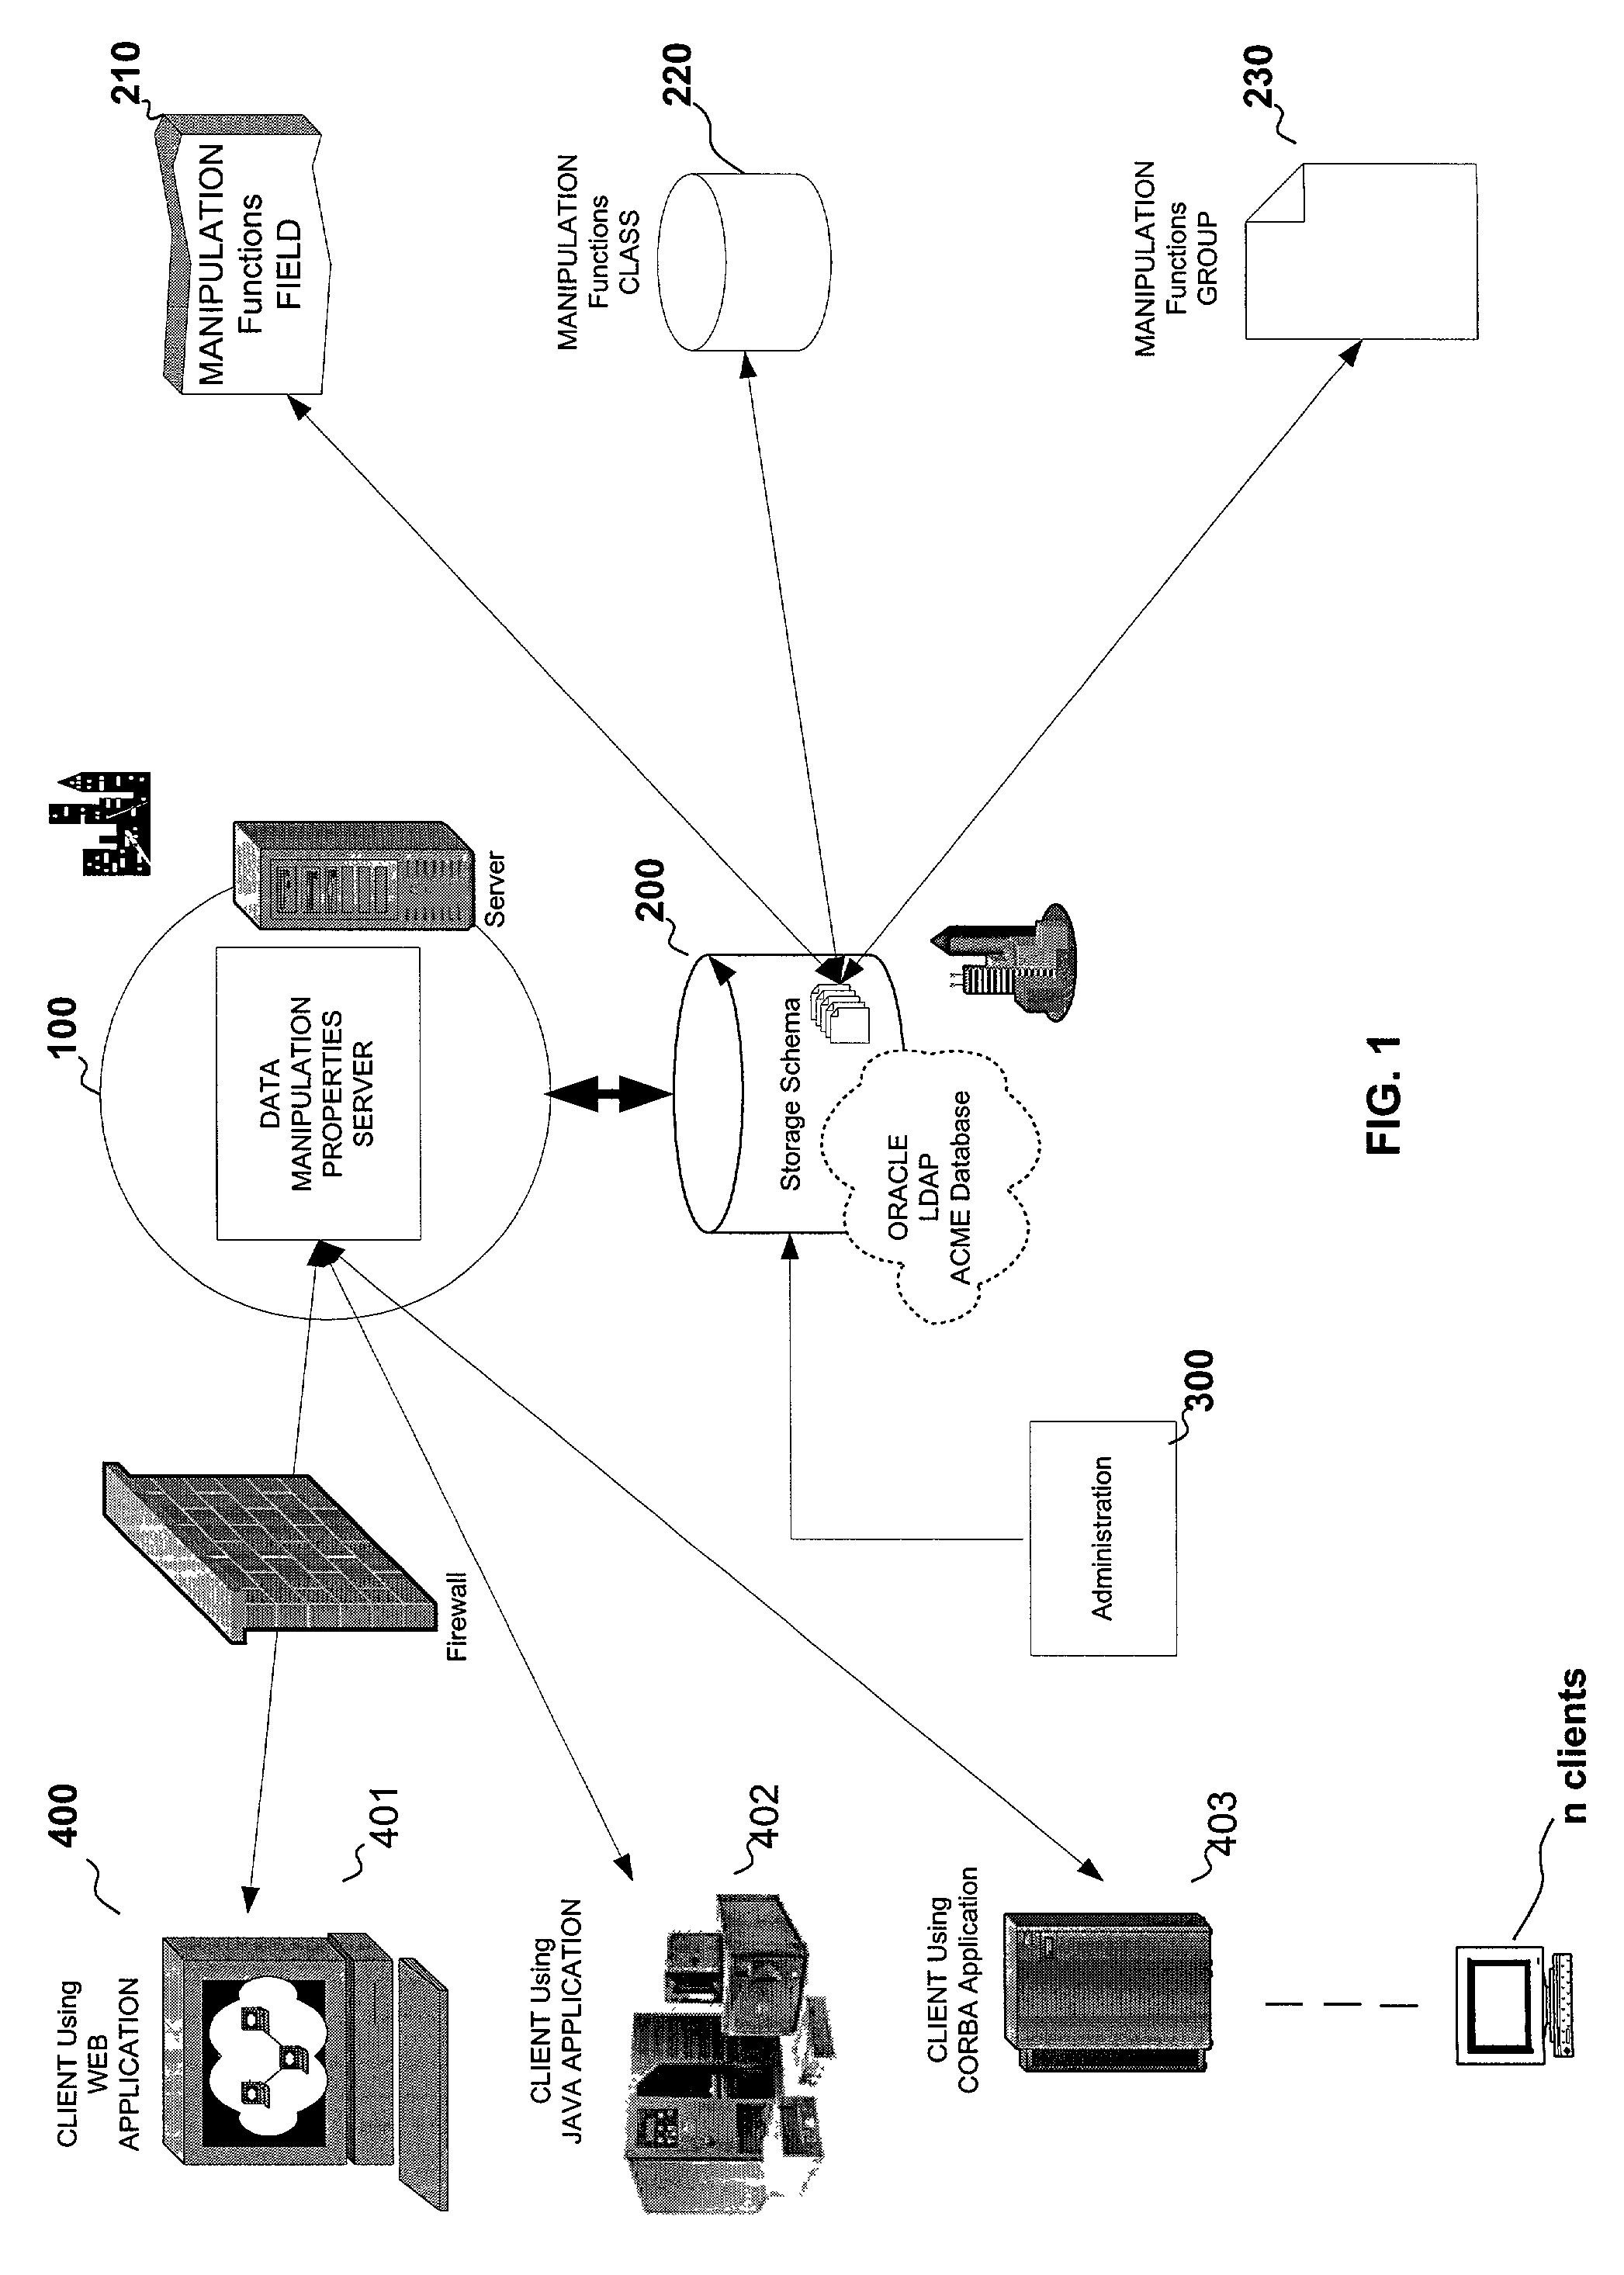 400
CLIENT Using
WEB
APPLICATION
401
Firewall
100
DATA
MANIPULATION
PROPERTIES
SERVER
Server
210
MANIPULATION
Functions
FIELD
CLIENT Using
JAVA APPLICATION
402
200
Storage Schema
ORACLE
LDAP
ACME Database
MANIPULATION
Functions
CLASS
220
CLIENT Using
CORBA Application
403
Administration
300
MANIPULATION
Functions
GROUP
230
n clients
FIG. 1